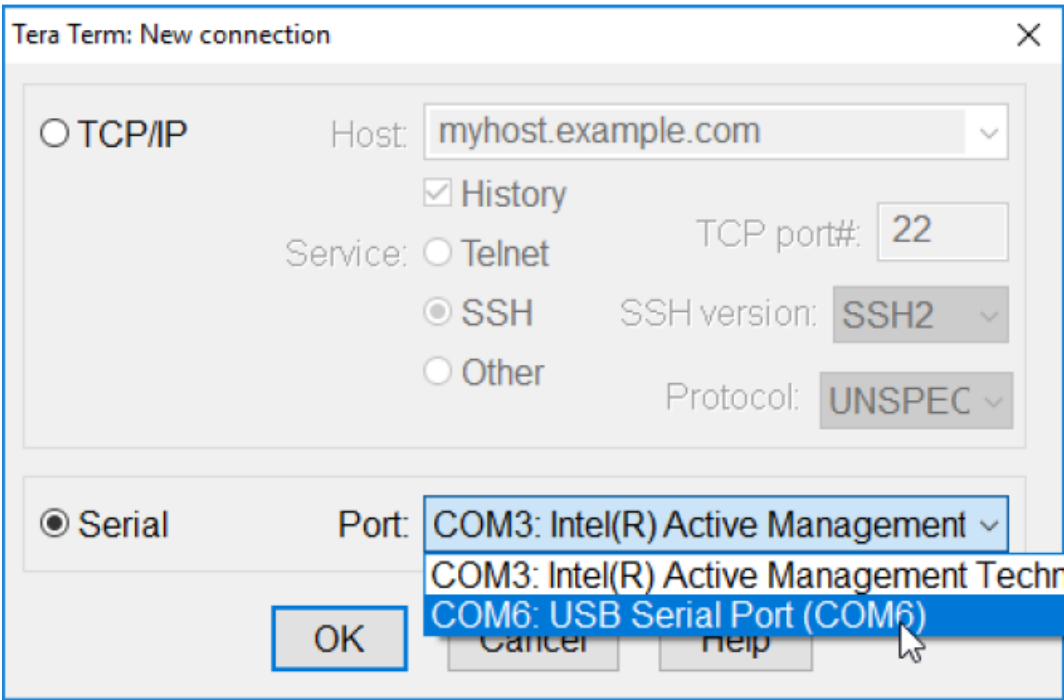 Tera Term: New connection
TCP/IP
Host: myhost.example.com
History
Service: Telnet
TCP port#: 22
SSH
SSH version: SSH2
Other
Protocol: UNSPEC
Serial
Port: COM3: Intel(R) Active Management
COM3: Intel(R) Active Management Techn
COM6: USB Serial Port (COM6)
OK
Cancel
Help